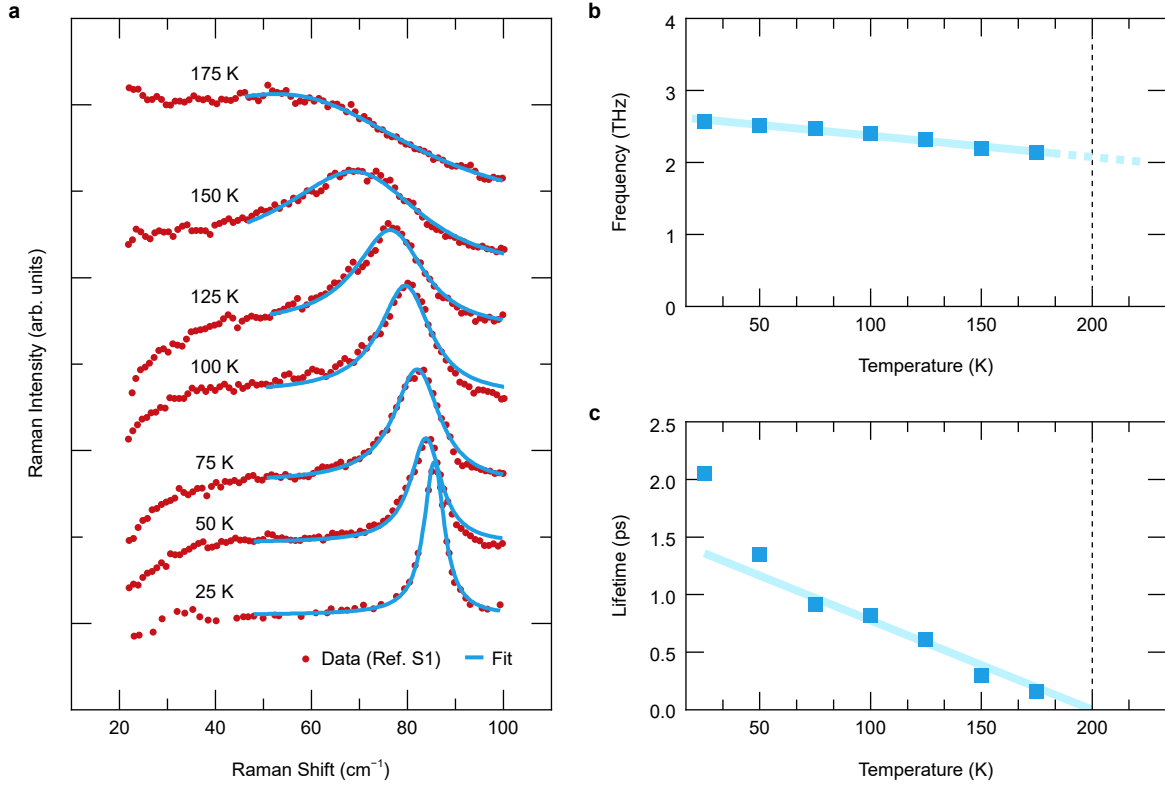 a
175 K
150 K
125 K
100 K
75 K
50 K
25 K
Data (Ref. S1)
Fit
Raman Intensity (arb. units)
20 40 60 80 100
Raman Shift (cm⁻¹)
b
4
3
2
1
0
Frequency (THz)
50 100 150 200
Temperature (K)
c
2.5
2.0
1.5
1.0
0.5
0.0
Lifetime (ps)
50 100 150 200
Temperature (K)